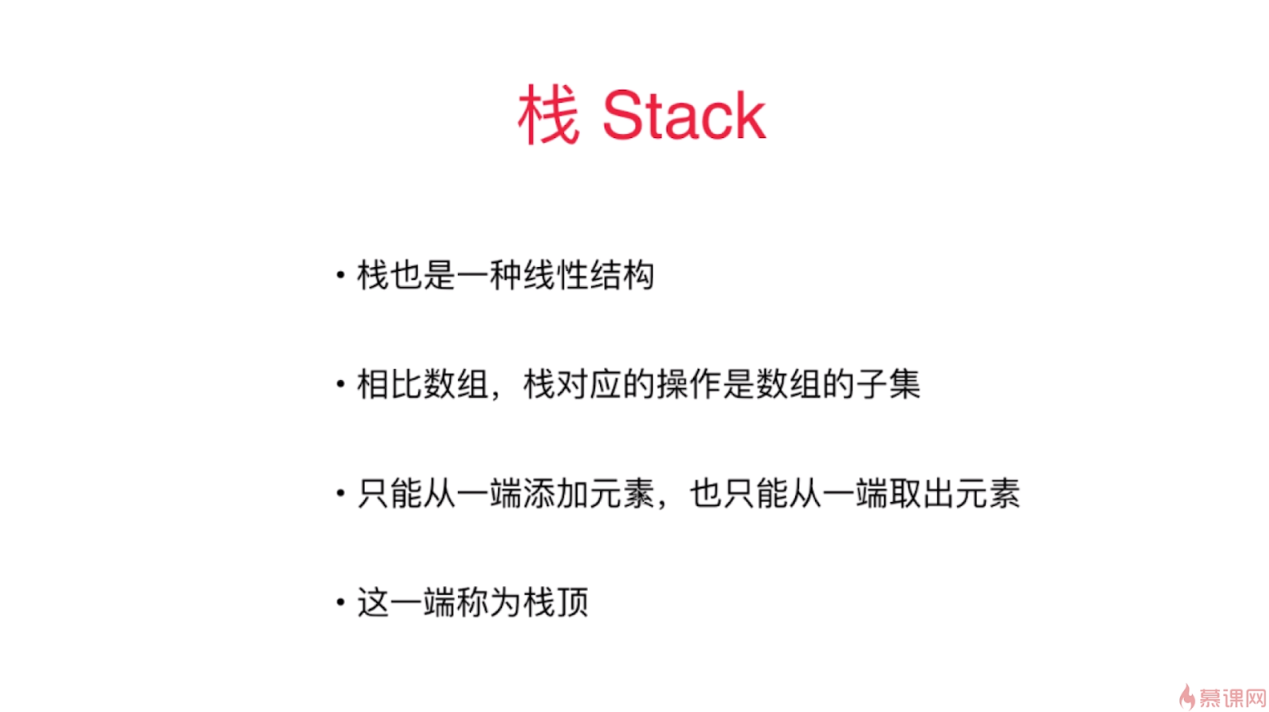 栈 Stack
•栈也是一种线性结构
•相比数组，栈对应的操作是数组的子集
•只能从一端添加元素，也只能从一端取出元素
•这一端称为栈顶
慕课网